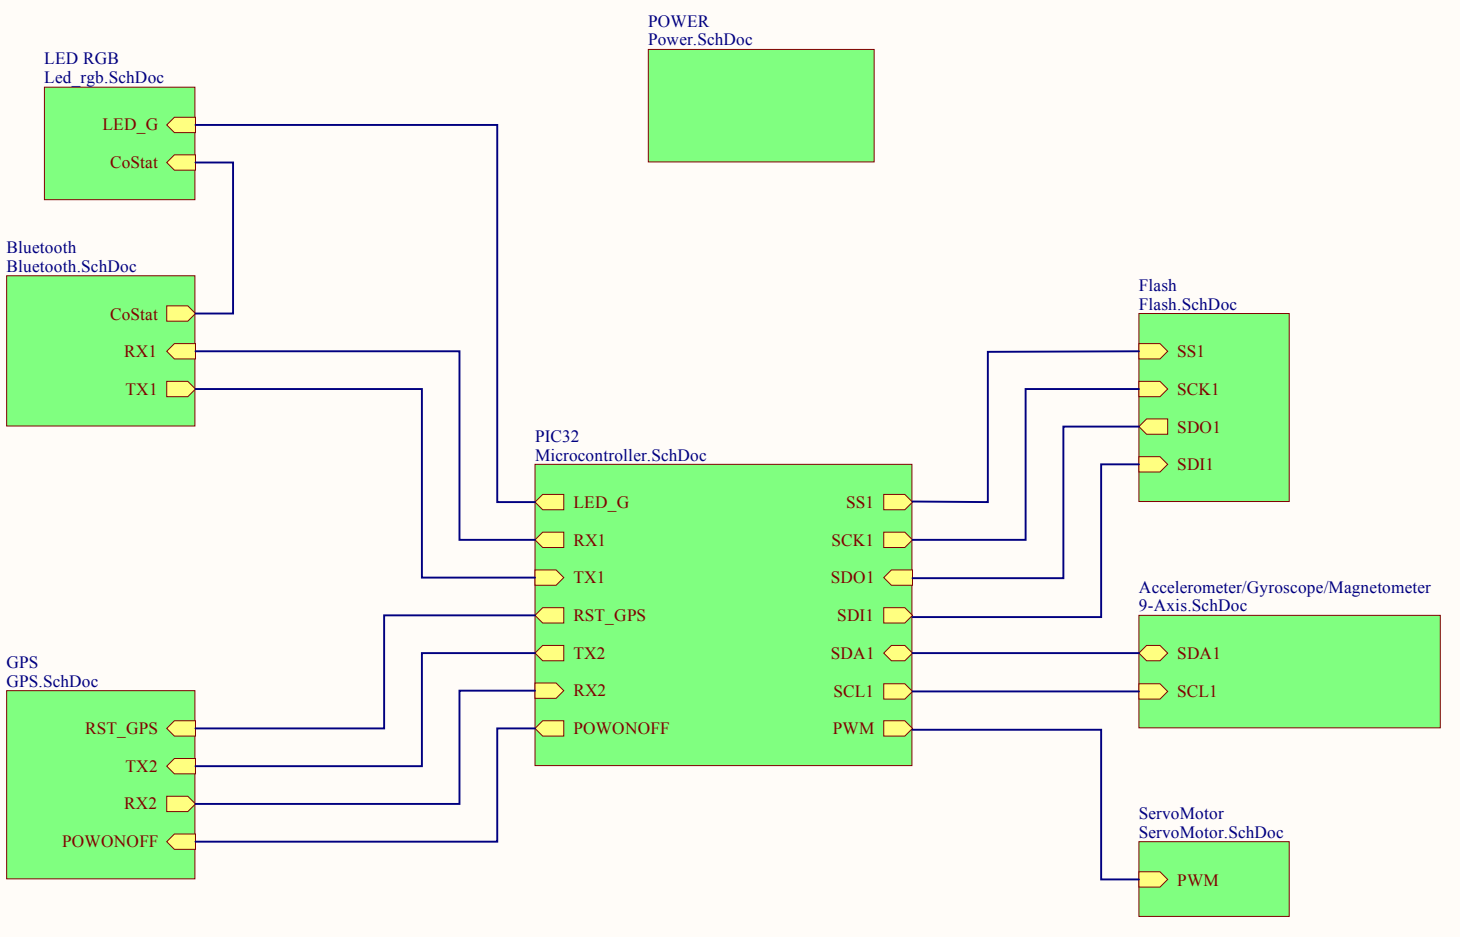 POWER
Power.SchDoc
LED RGB
Led_rgb.SchDoc
LED_G
CoStat
Bluetooth
Bluetooth.SchDoc
CoStat
RX1
TX1
Flash
Flash.SchDoc
SS1
SCK1
SDO1
SDI1
PIC32
Microcontroller.SchDoc
LED_G
RX1
TX1
RST_GPS
TX2
RX2
POWONOFF
SS1
SCK1
SDO1
SDI1
SDA1
SCL1
PWM
Accelerometer/Gyroscope/Magnetometer
9-Axis.SchDoc
SDA1
SCL1
GPS
GPS.SchDoc
RST_GPS
TX2
RX2
POWONOFF
ServoMotor
ServoMotor.SchDoc
PWM